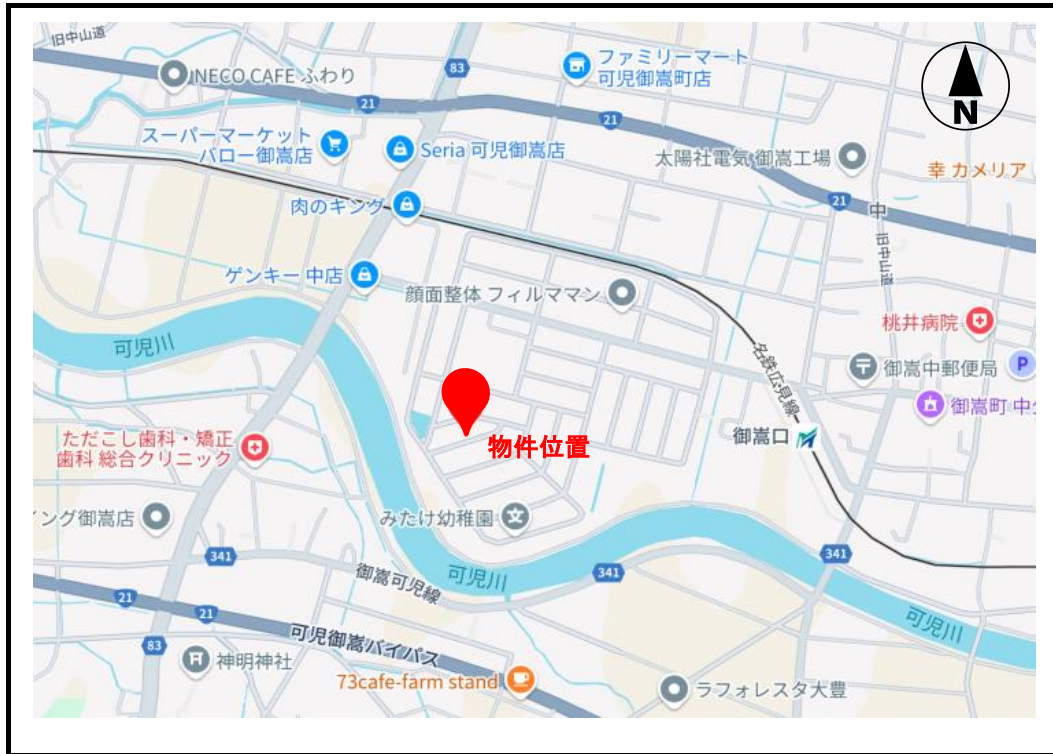 旧中山道
NECO CAFE ふわり
83
ファミリーマート
可児御嵩町店
N
21
21
スーパーマーケット
バロー御嵩店
Seria 可児御嵩店
太陽社電気 御嵩工場
幸 カメリア
肉のキング
21
中
旧中山道
ゲンキー 中店
顔面整体 フィルママン
桃井病院
可児川
名鉄広見線
御嵩中郵便局
P
御嵩町 中
物件位置
御嵩口
ただこし歯科・矯正
歯科 総合クリニック
ング御嵩店
みたけ幼稚園
文
341
御嵩可児線
可児川
341
341
21
21
可児御嵩バイパス
可児川
83
神明神社
73cafe-farm stand
ラフォレスタ大豊